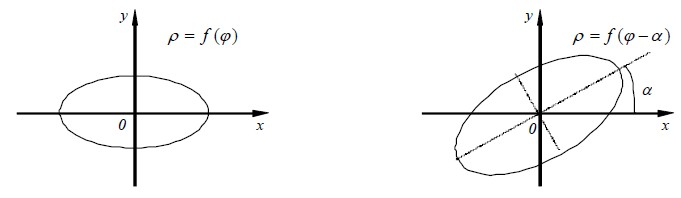 y
ρ = f(φ)
0
x
y
ρ = f(φ−α)
α
0
x